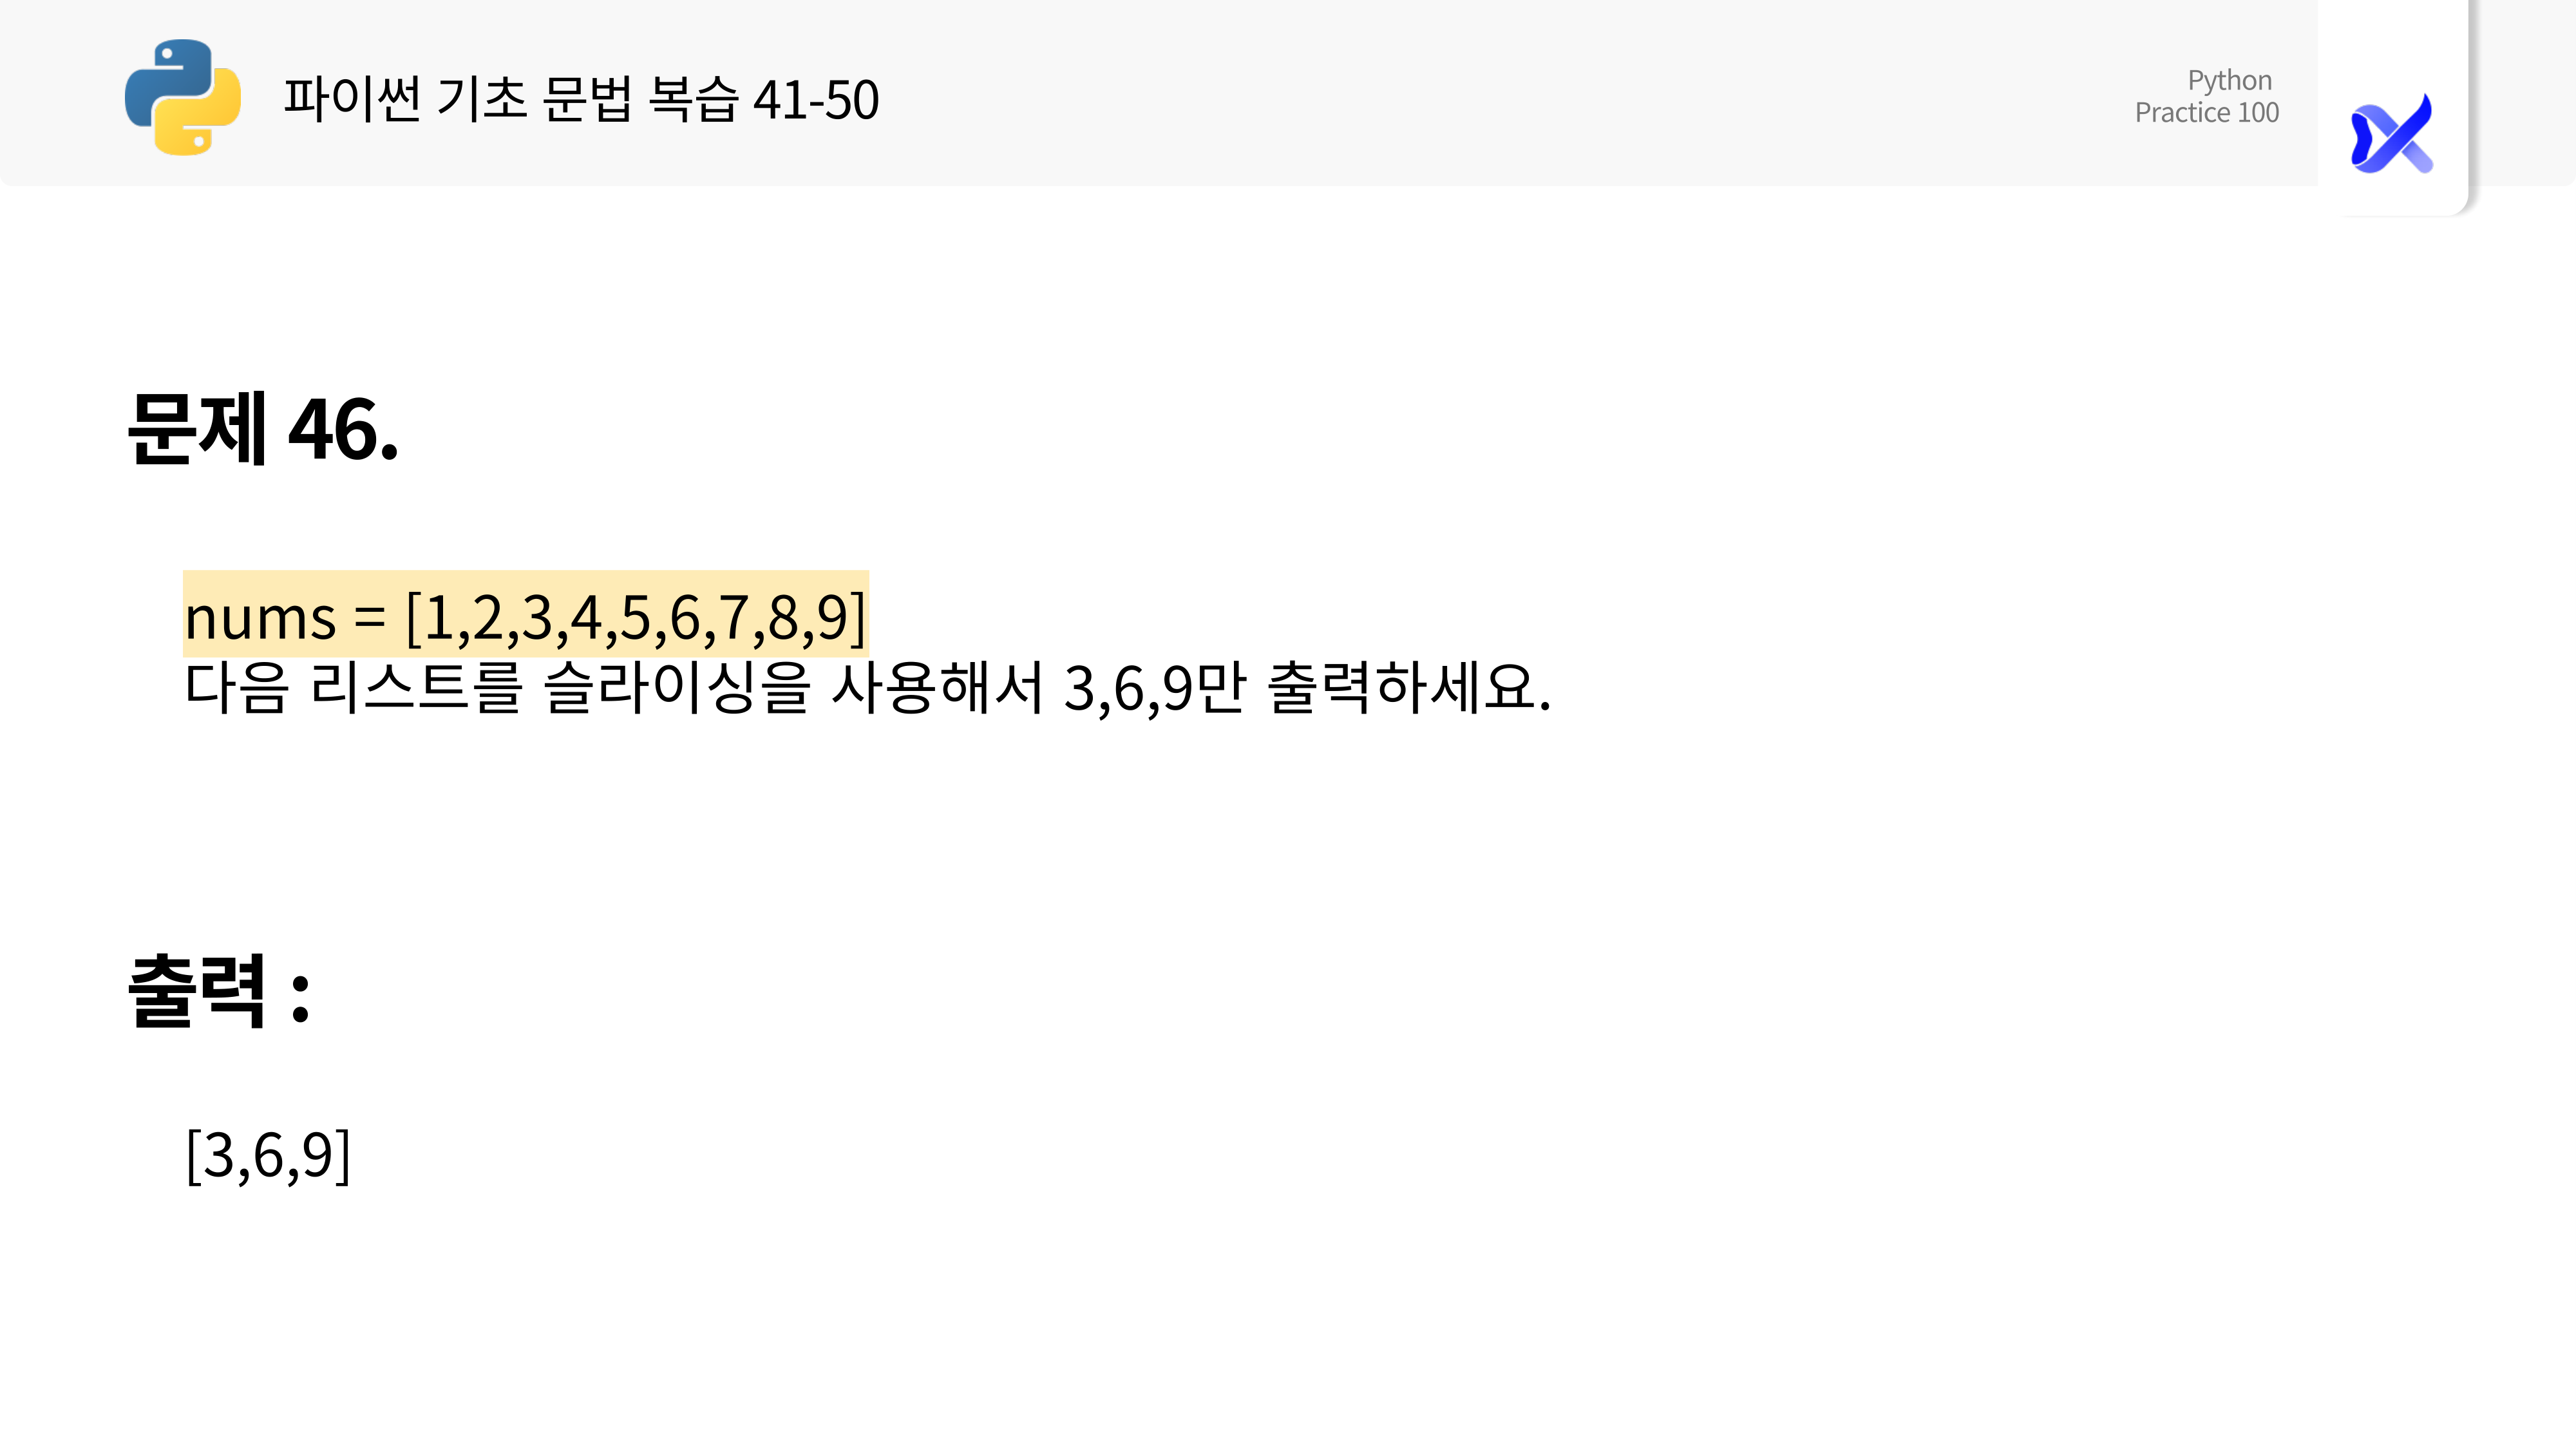 파이썬 기초 문법 복습 41-50
Python
Practice 100
문제 46.
nums = [1,2,3,4,5,6,7,8,9]
다음 리스트를 슬라이싱을 사용해서 3,6,9만 출력하세요.
출력 :
[3,6,9]